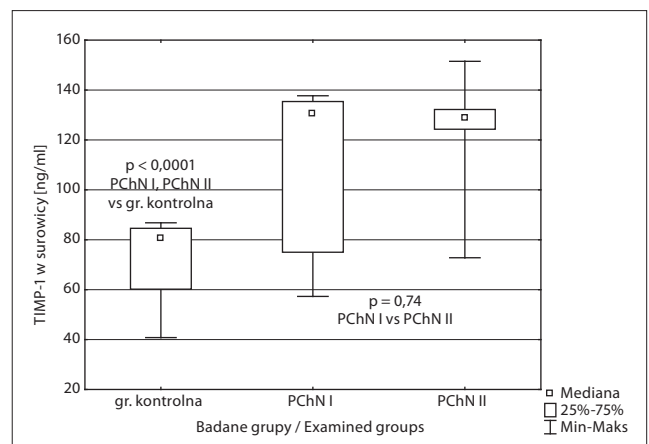 160
140
120
100
80
60
40
20
TIMP-1 w surowicy [ng/ml]
p < 0,0001
PChN I, PChN II
vs gr. kontrolna
p = 0,74
PChN I vs PChN II
gr. kontrolna PChN I PChN II
Badane grupy / Examined groups
Mediana
25%-75%
Min-Maks